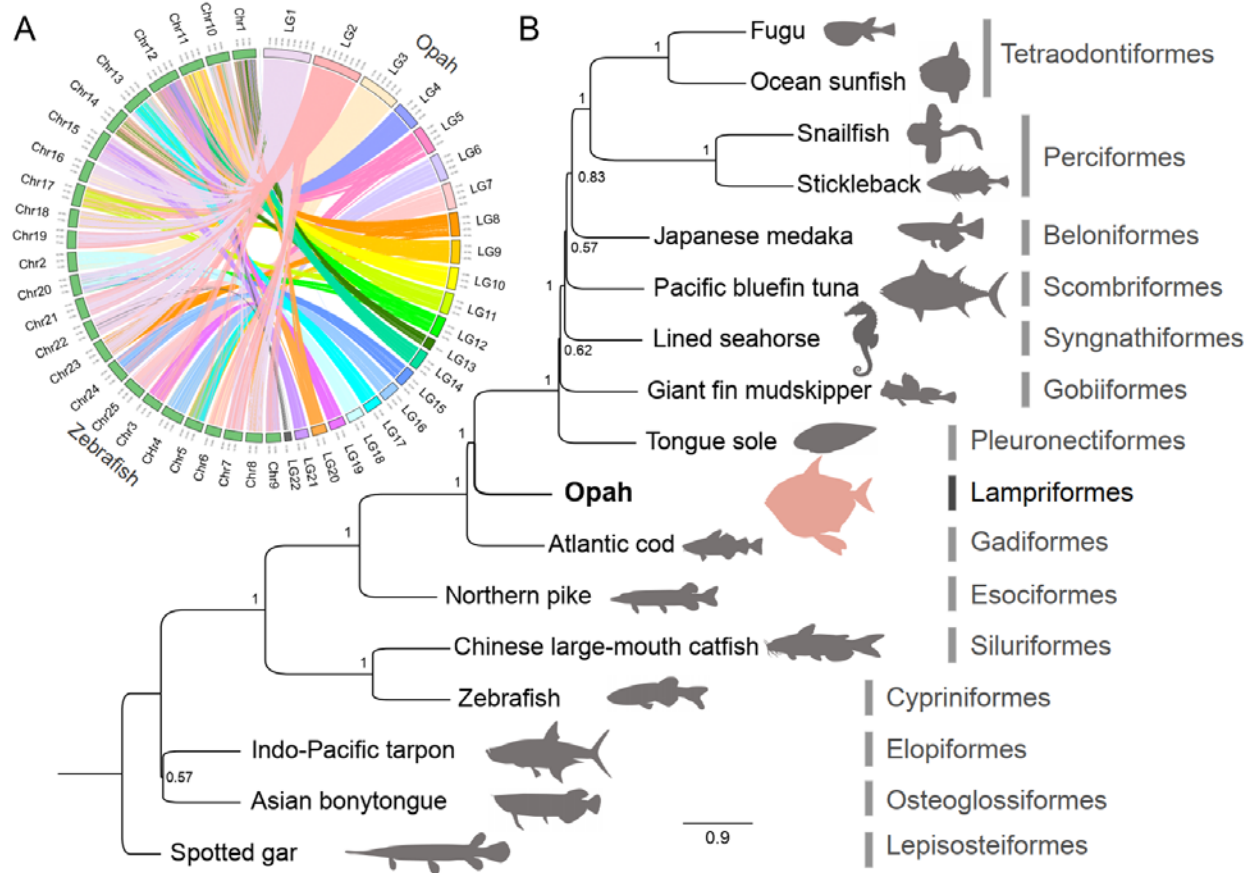 A
Opah
Zebrafish
LG1
LG2
LG3
LG4
LG5
LG6
LG7
LG8
LG9
LG10
LG11
LG12
LG13
LG14
LG15
LG16
LG17
LG18
LG19
LG20
LG21
LG22
Chr9
Chr8
Chr7
Chr6
Chr5
CHr4
Chr3
Chr25
Chr24
Chr23
Chr22
Chr21
Chr20
Chr2
Chr19
Chr18
Chr17
Chr16
Chr15
Chr14
Chr13
Chr12
Chr11
Chr10
Chr1
B
Fugu
Ocean sunfish
Tetraodontiformes
Snailfish
Stickleback
Perciformes
Japanese medaka
Beloniformes
Pacific bluefin tuna
Scombriformes
Lined seahorse
Syngnathiformes
Giant fin mudskipper
Gobiiformes
Tongue sole
Pleuronectiformes
Opah
Lampriformes
Atlantic cod
Gadiformes
Northern pike
Esociformes
Chinese large-mouth catfish
Siluriformes
Zebrafish
Cypriniformes
Indo-Pacific tarpon
Elopiformes
Asian bonytongue
Osteoglossiformes
Spotted gar
Lepisosteiformes
1
1
1
0.83
0.57
1
0.62
1
1
1
1
1
1
0.57
0.9